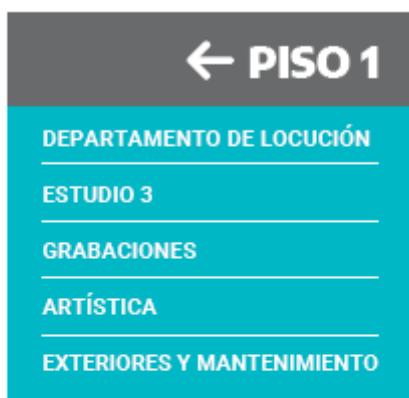 ← PISO 1
DEPARTAMENTO DE LOCUCIÓN
ESTUDIO 3
GRABACIONES
ARTÍSTICA
EXTERIORES Y MANTENIMIENTO